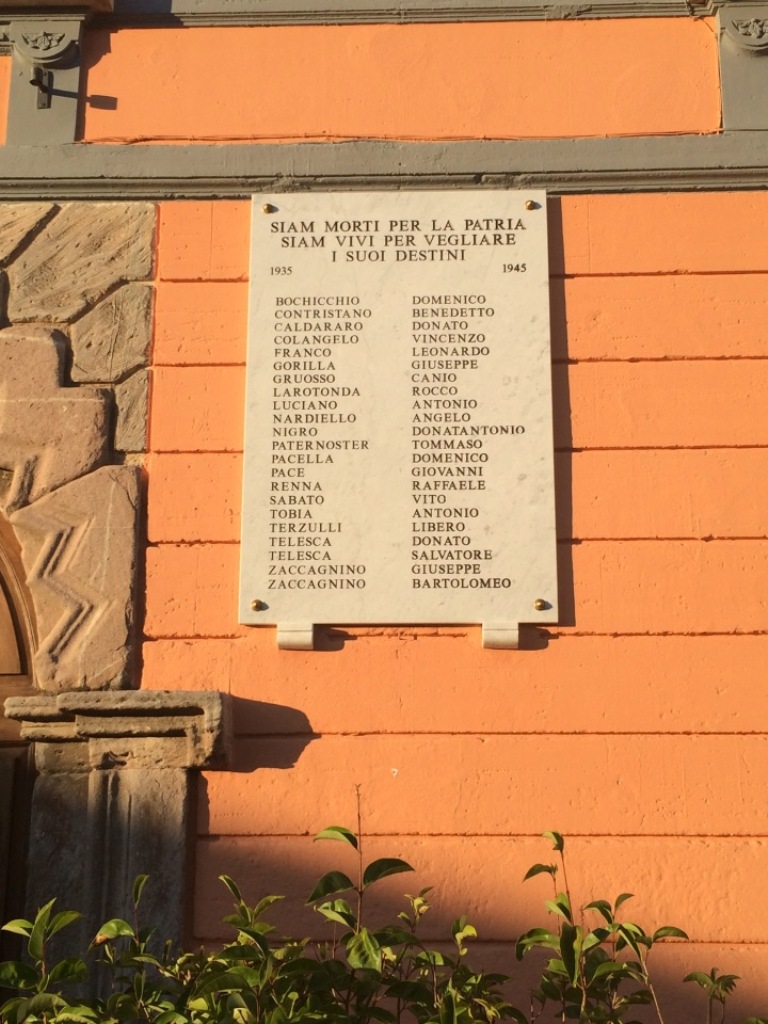 SIAM MORTI PER LA PATRIA
SIAM VIVI PER VEGLIARE
I SUOI DESTINI
1935 1945
BOCHICCHIO DOMENICO
CONTRISTANO BENEDETTO
CALDARARO DONATO
COLANGELO VINCENZO
FRANCO LEONARDO
GORILLA GIUSEPPE
GRUOSSO CANIO
LAROTONDA ROCCO
LUCIANO ANTONIO
NARDIELLO ANGELO
NIGRO DONATANTONIO
PATERNOSTER TOMMASO
PACELLA DOMENICO
PACE GIOVANNI
RENNA RAFFAELE
SABATO VITO
TOBIA ANTONIO
TERZULLI LIBERO
TELESCA DONATO
TELESCA SALVATORE
ZACCAGNINO GIUSEPPE
ZACCAGNINO BARTOLOMEO